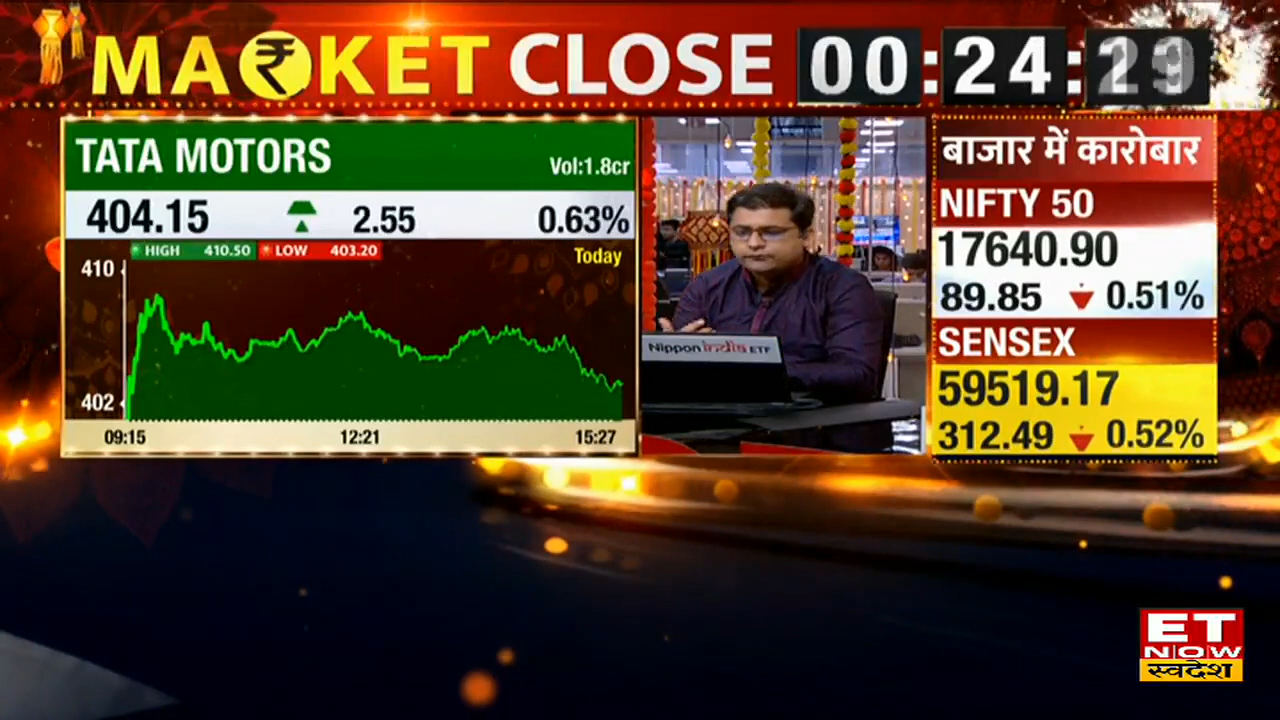 MA₹KET CLOSE 00:24:29
TATA MOTORS
Vol:1.8cr
404.15 2.55 0.63%
HIGH 410.50 LOW 403.20
Today
410
402
09:15 12:21 15:27
Nippon india ETF
बाजार में कारोबार
NIFTY 50
17640.90
89.85 0.51%
SENSEX
59519.17
312.49 0.52%
ET
NOW
स्वदेश